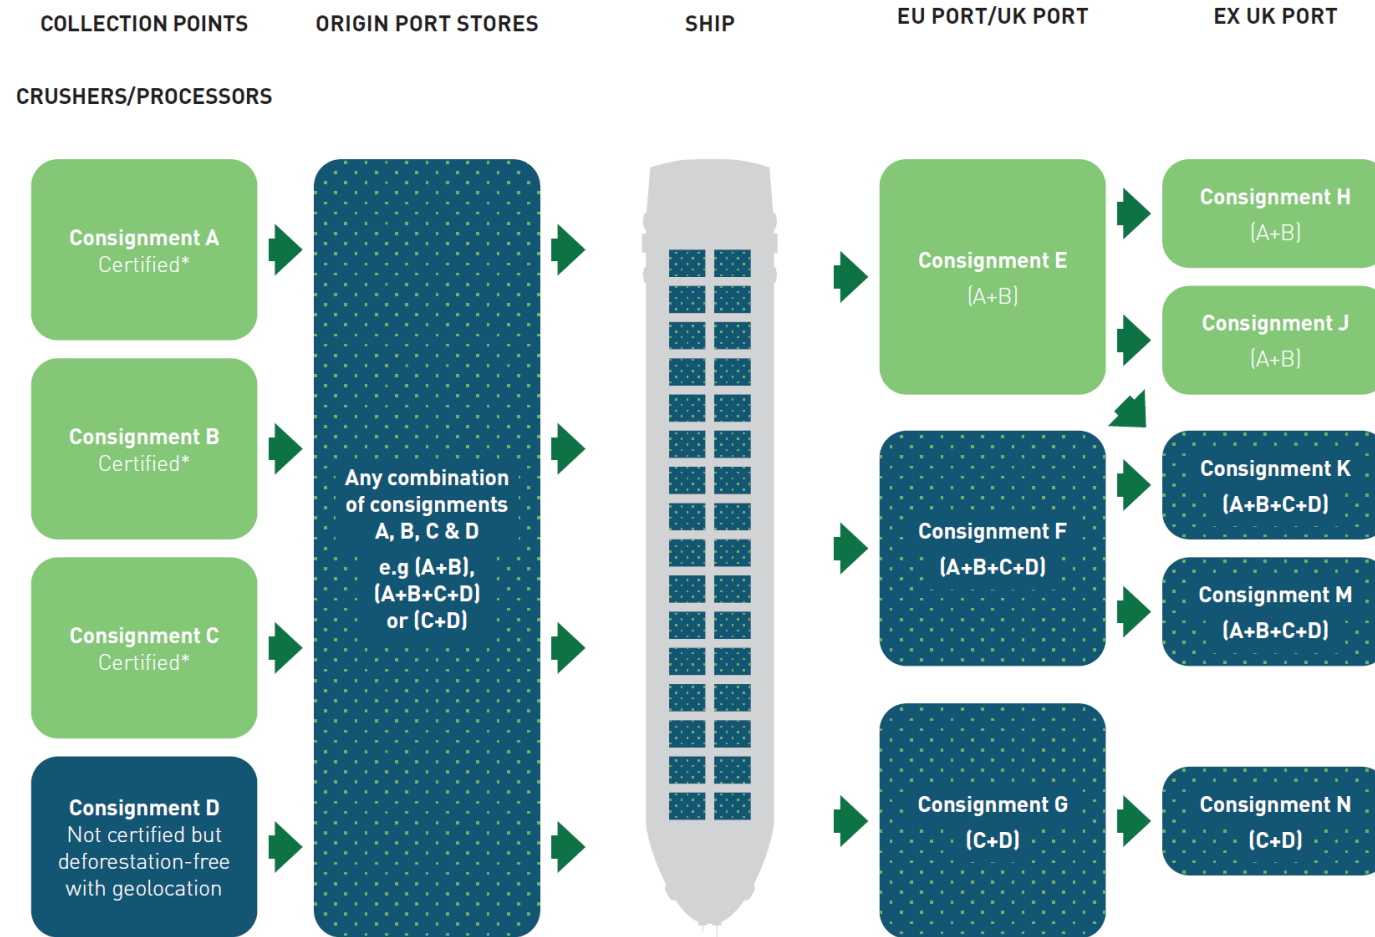 COLLECTION POINTS
CRUSHERS/PROCESSORS
ORIGIN PORT STORES
SHIP
EU PORT/UK PORT
EX UK PORT
Consignment A
Certified*
Consignment B
Certified*
Consignment C
Certified*
Consignment D
Not certified but
deforestation-free
with geolocation
Any combination
of consignments
A, B, C & D
e.g (A+B),
(A+B+C+D)
or (C+D)
Consignment E
(A+B)
Consignment F
(A+B+C+D)
Consignment G
(C+D)
Consignment H
(A+B)
Consignment J
(A+B)
Consignment K
(A+B+C+D)
Consignment M
(A+B+C+D)
Consignment N
(C+D)